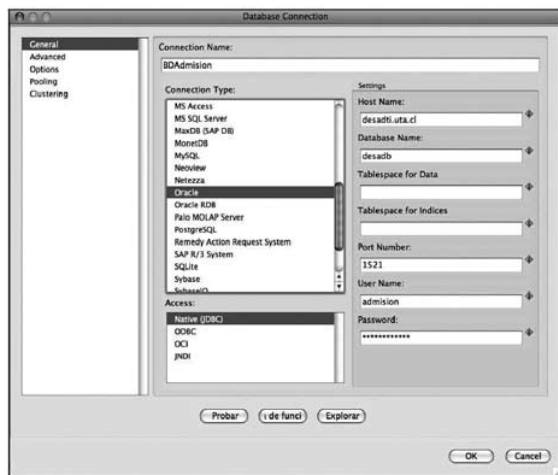 Database Connection
General
Advanced
Options
Pooling
Clustering
Connection Name:
BDAdmision
Connection Type:
MS Access
MS SQL Server
MaxDB (SAP DB)
MonetDB
MySQL
Neoview
Netezza
Oracle
Oracle RDB
Palo MOLAP Server
PostgreSQL
Remedy Action Request System
SAP R/3 System
SQLite
Sybase
SybaseIQ
Access:
Native (JDBC)
ODBC
OCI
JNDI
Settings
Host Name:
desadti.uta.cl
Database Name:
desadb
Tablespace for Data
Tablespace for Indices
Port Number:
1521
User Name:
admision
Password:
************
Probar
de funci
Explorar
OK
Cancel